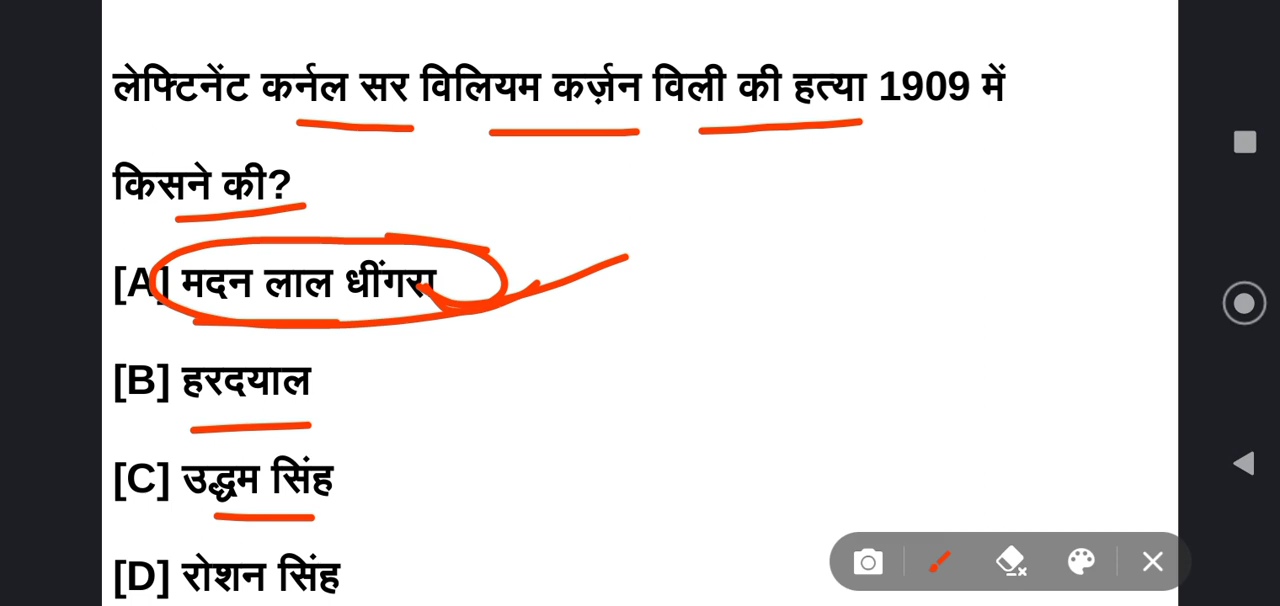 लेफ्टिनेंट कर्नल सर विलियम कर्ज़न विली की हत्या 1909 में
किसने की?
[A] मदन लाल धींगरा
[B] हरदयाल
[C] उद्धम सिंह
[D] रोशन सिंह